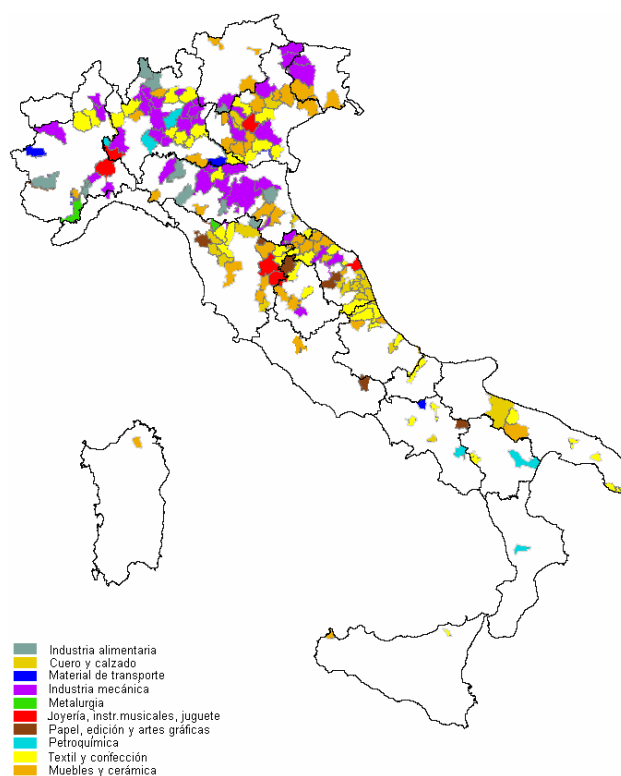 Industria alimentaria
Cuero y calzado
Material de transporte
Industria mecánica
Metalurgia
Joyería, instr.musicales, juguete
Papel, edición y artes gráficas
Petroquímica
Textil y confección
Muebles y cerámica